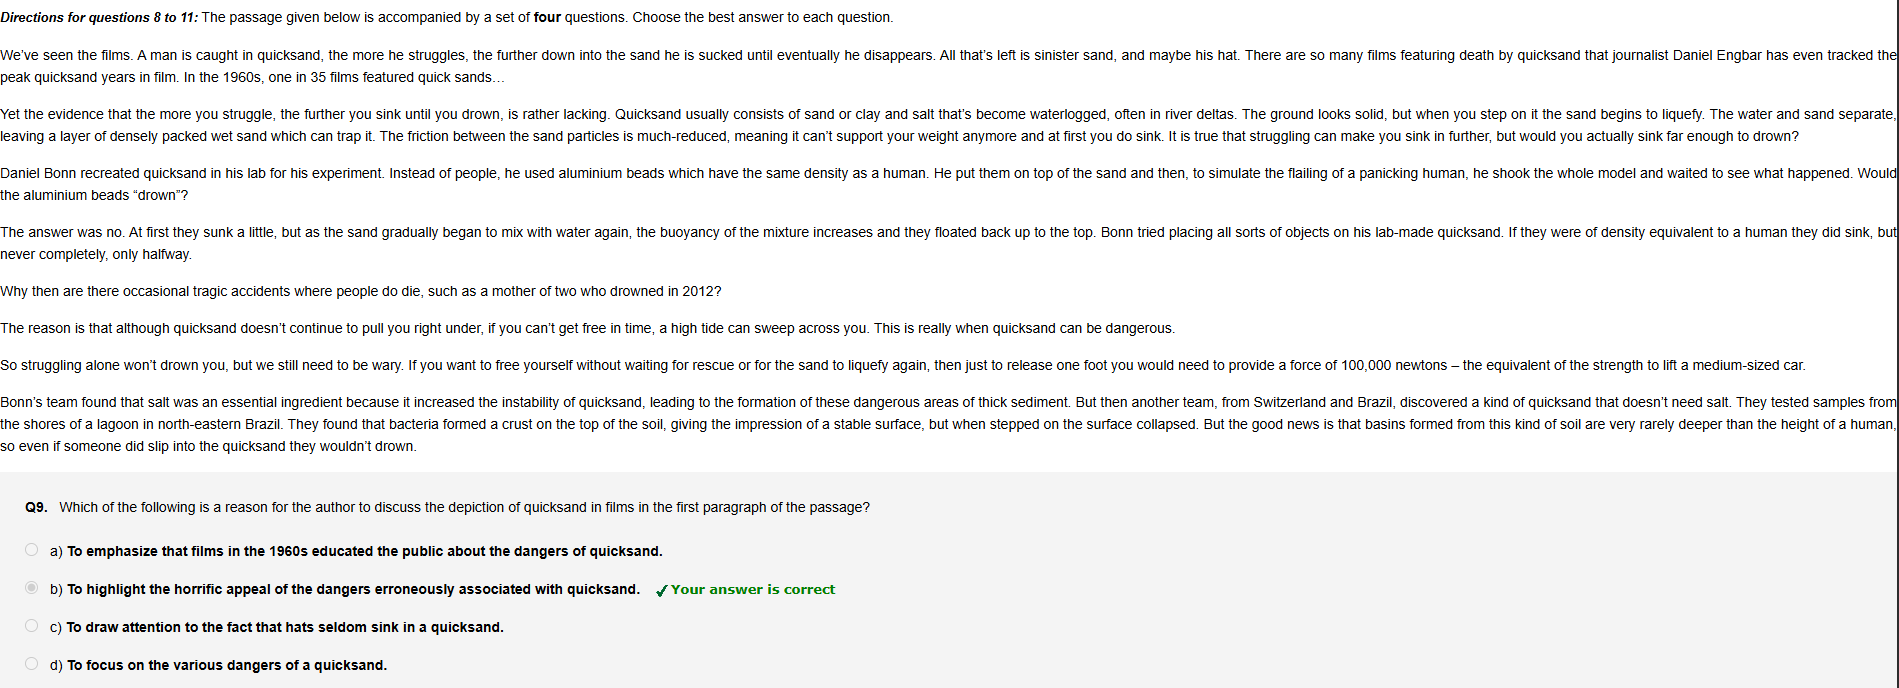 Directions for questions 8 to 11: The passage given below is accompanied by a set of four questions. Choose the best answer to each question.
We've seen the films. A man is caught in quicksand, the more he struggles, the further down into the sand he is sucked until eventually he disappears. All that's left is sinister sand, and maybe his hat. There are so many films featuring death by quicksand that journalist Daniel Engbar has even tracked the
peak quicksand years in film. In the 1960s, one in 35 films featured quick sands…
Yet the evidence that the more you struggle, the further you sink until you drown, is rather lacking. Quicksand usually consists of sand or clay and salt that's become waterlogged, often in river deltas. The ground looks solid, but when you step on it the sand begins to liquefy. The water and sand separate,
leaving a layer of densely packed wet sand which can trap it. The friction between the sand particles is much-reduced, meaning it can't support your weight anymore and at first you do sink. It is true that struggling can make you sink in further, but would you actually sink far enough to drown?
Daniel Bonn recreated quicksand in his lab for his experiment. Instead of people, he used aluminium beads which have the same density as a human. He put them on top of the sand and then, to simulate the flailing of a panicking human, he shook the whole model and waited to see what happened. Would
the aluminium beads "drown"?
The answer was no. At first they sunk a little, but as the sand gradually began to mix with water again, the buoyancy of the mixture increases and they floated back up to the top. Bonn tried placing all sorts of objects on his lab-made quicksand. If they were of density equivalent to a human they did sink, but
never completely, only halfway.
Why then are there occasional tragic accidents where people do die, such as a mother of two who drowned in 2012?
The reason is that although quicksand doesn't continue to pull you right under, if you can't get free in time, a high tide can sweep across you. This is really when quicksand can be dangerous.
So struggling alone won't drown you, but we still need to be wary. If you want to free yourself without waiting for rescue or for the sand to liquefy again, then just to release one foot you would need to provide a force of 100,000 newtons – the equivalent of the strength to lift a medium-sized car.
Bonn's team found that salt was an essential ingredient because it increased the instability of quicksand, leading to the formation of these dangerous areas of thick sediment. But then another team, from Switzerland and Brazil, discovered a kind of quicksand that doesn't need salt. They tested samples from
the shores of a lagoon in north-eastern Brazil. They found that bacteria formed a crust on the top of the soil, giving the impression of a stable surface, but when stepped on the surface collapsed. But the good news is that basins formed from this kind of soil are very rarely deeper than the height of a human,
so even if someone did slip into the quicksand they wouldn't drown.
Q9. Which of the following is a reason for the author to discuss the depiction of quicksand in films in the first paragraph of the passage?
a) To emphasize that films in the 1960s educated the public about the dangers of quicksand.
b) To highlight the horrific appeal of the dangers erroneously associated with quicksand. ✓ Your answer is correct
c) To draw attention to the fact that hats seldom sink in a quicksand.
d) To focus on the various dangers of a quicksand.